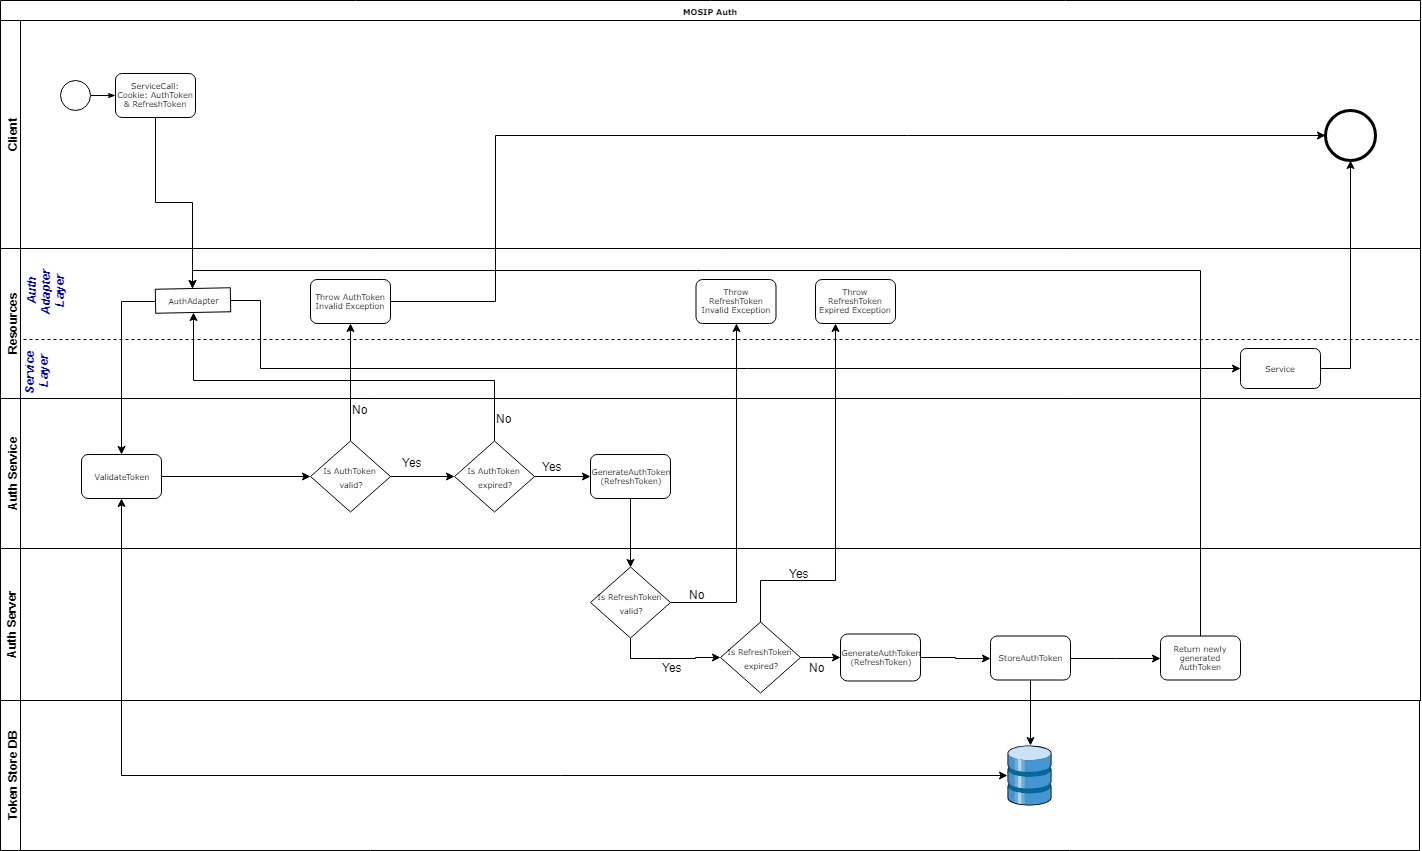 MOSIP Auth
Client
ServiceCall:
Cookie: AuthToken
& RefreshToken
Resources
Auth
Adapter
Layer
AuthAdapter
Throw AuthToken
Invalid Exception
Throw
RefreshToken
Invalid Exception
Throw
RefreshToken
Expired Exception
Service
Layer
Service
Auth Service
No
No
ValidateToken
Is AuthToken
valid?
Yes
Is AuthToken
expired?
Yes
GenerateAuthToken
(RefreshToken)
Auth Server
Is RefreshToken
valid?
No
Yes
Yes
Is RefreshToken
expired?
No
GenerateAuthToken
(RefreshToken)
StoreAuthToken
Return newly
generated
AuthToken
Token Store DB